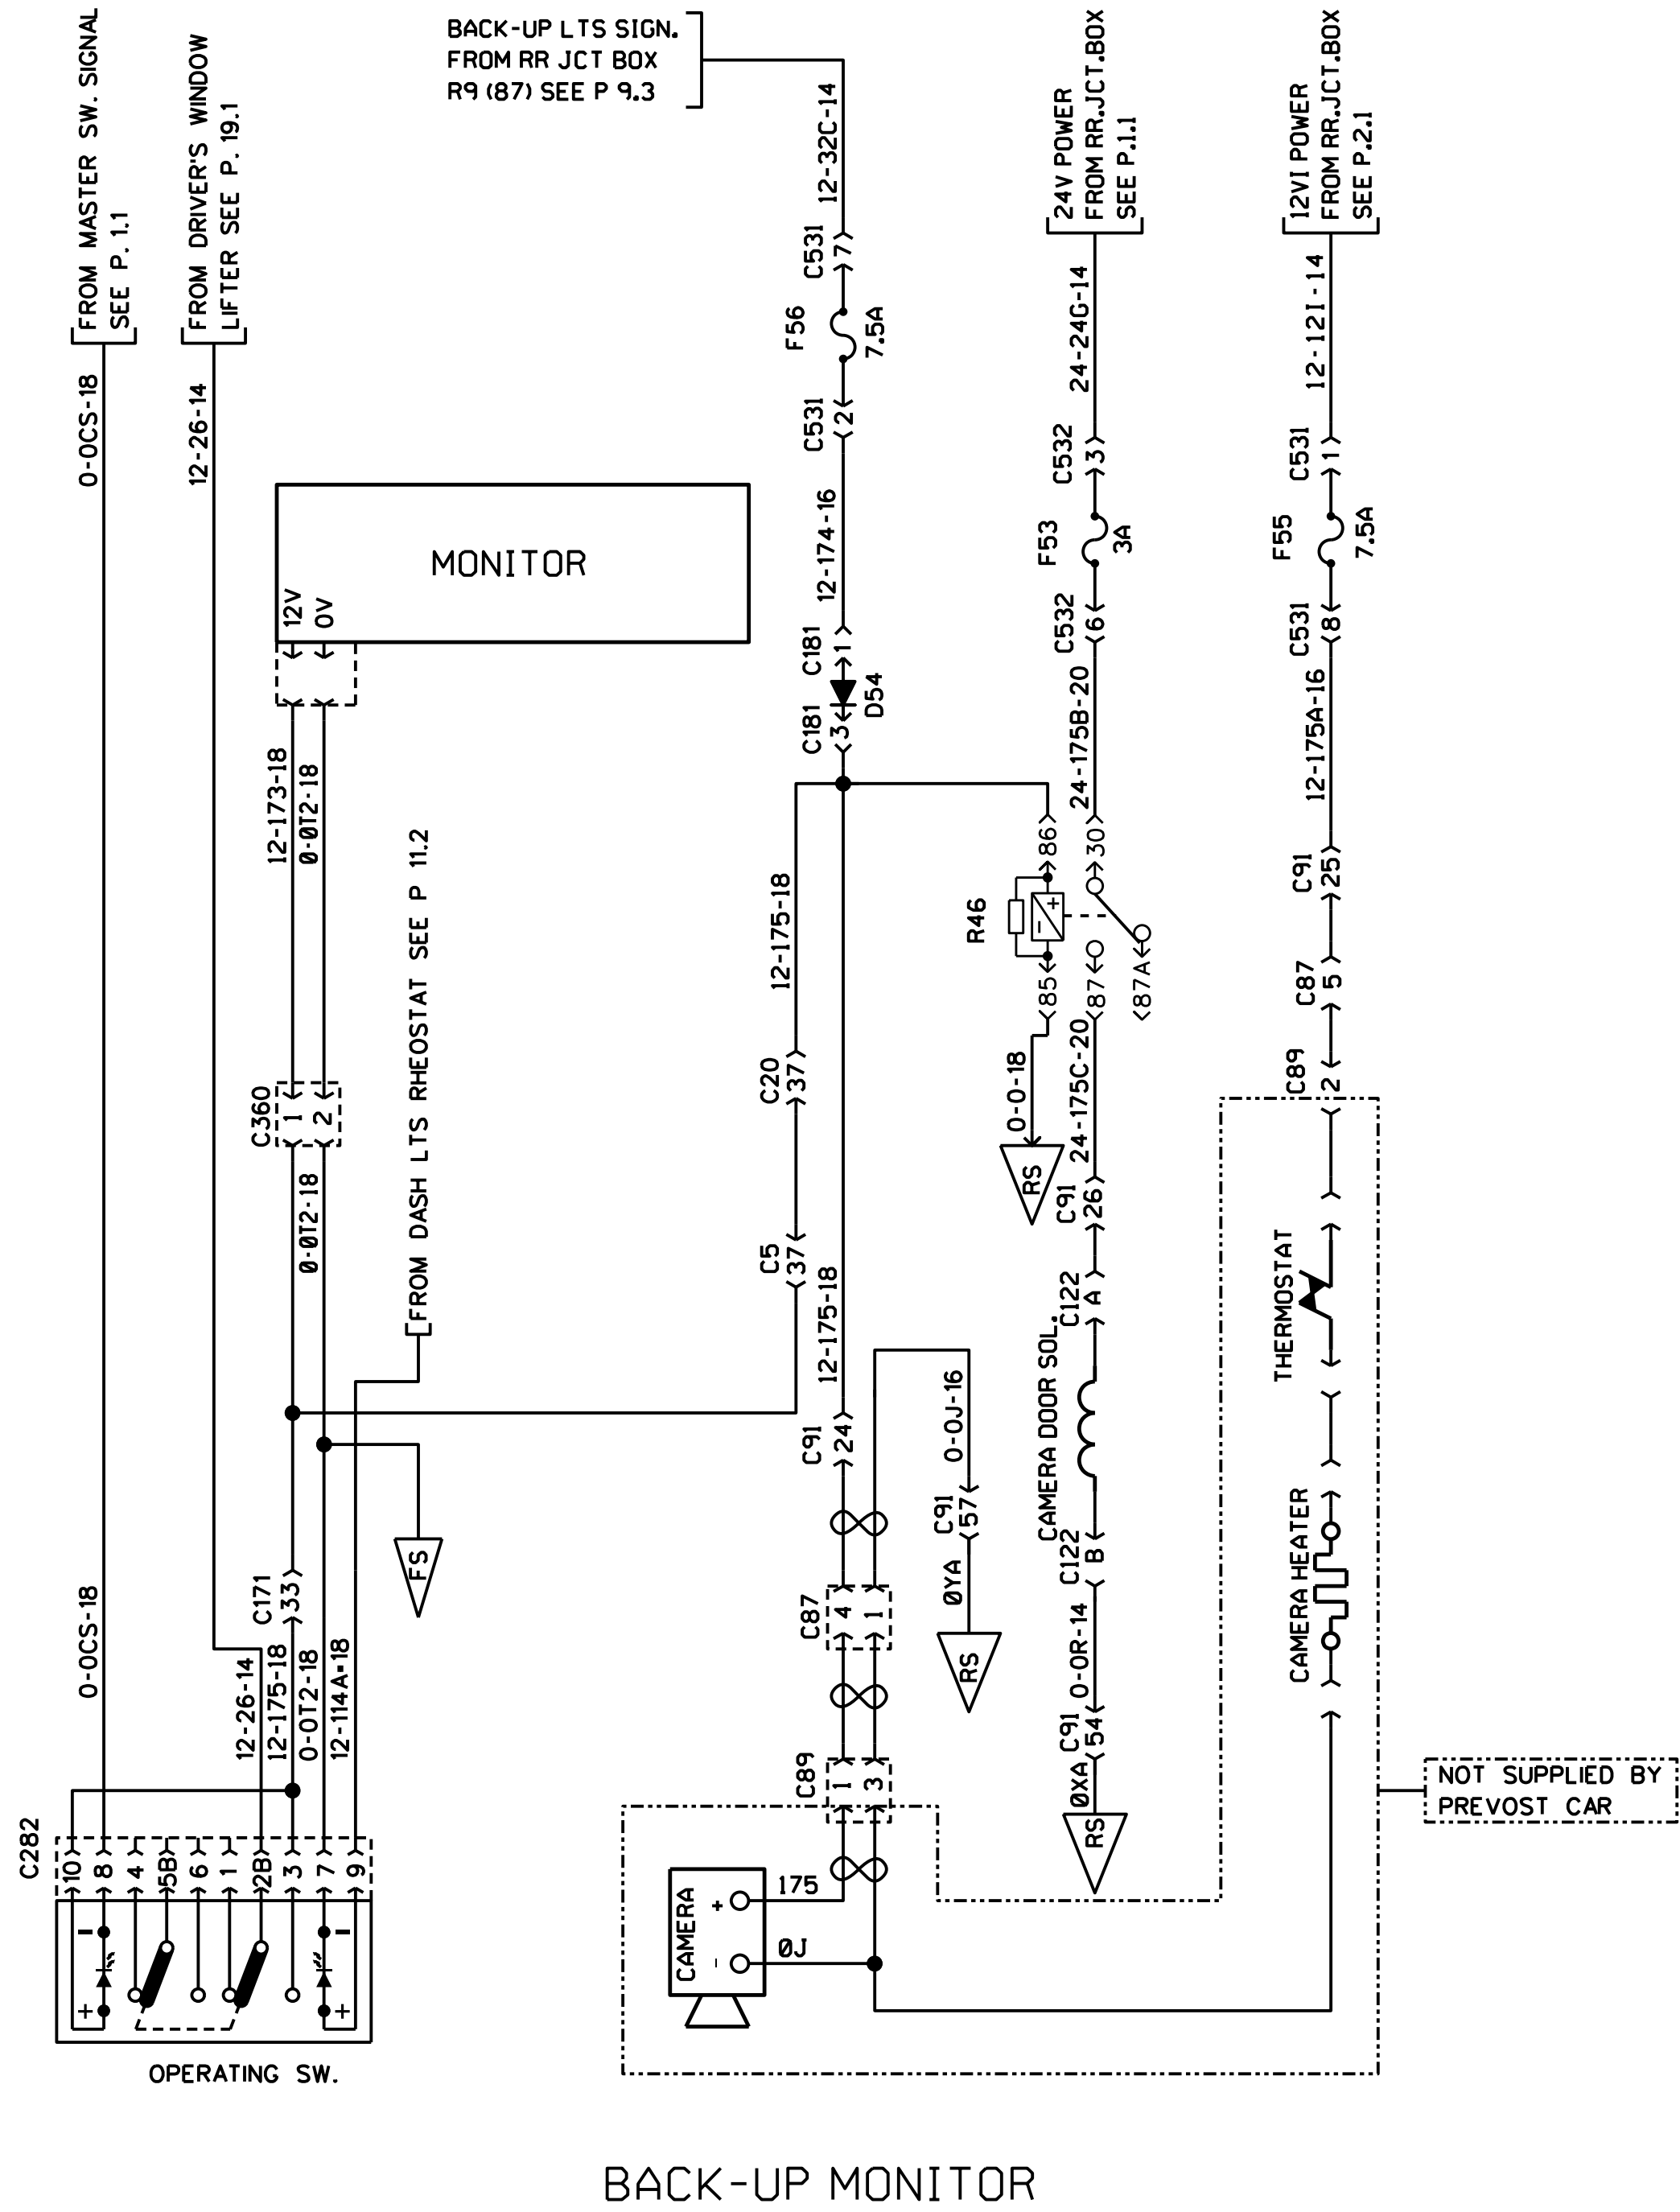 FROM MASTER SW. SIGNAL
SEE P. 1.1
FROM DRIVER'S WINDOW
LIFTER SEE P. 19.1
BACK-UP LTS SIGN.
FROM RR JCT BOX
R9 (87) SEE P 9.3
24V POWER
FROM RR.JCT.BOX
SEE P.1.1
12VI POWER
FROM RR.JCT.BOX
SEE P.2.1
0-0CS-18
12-26-14
12-32C-14
C531
7
F56
7.5A
C531
2
12-174-16
C181
1
D54
C181
3
24-24G-14
C532
3
F53
3A
C532
6
24-175B-20
12-12I-14
C531
1
F55
7.5A
C531
8
12-175A-16
MONITOR
12V
0V
12-173-18
0-0T2-18
C360
1
2
0-0T2-18
FROM DASH LTS RHEOSTAT SEE P 11.2
12-175-18
C20
37
C5
37
12-175-18
R46
86
30
+
-
85
87
87A
0-0-18
RS
24-175C-20
C91
26
C122
A
CAMERA DOOR SOL.
C122
B
0-0R-14
C91
54
0XA
RS
C91
25
C87
5
C89
2
THERMOSTAT
CAMERA HEATER
C91
24
0-0J-16
C91
57
0YA
RS
C87
4
1
C89
1
3
FS
C171
33
0-0CS-18
12-26-14
12-175-18
0-0T2-18
12-114A-18
C282
10
8
4
5B
6
1
2B
3
7
9
-
-
+
+
OPERATING SW.
CAMERA
+
-
175
0J
NOT SUPPLIED BY
PREVOST CAR
BACK-UP MONITOR